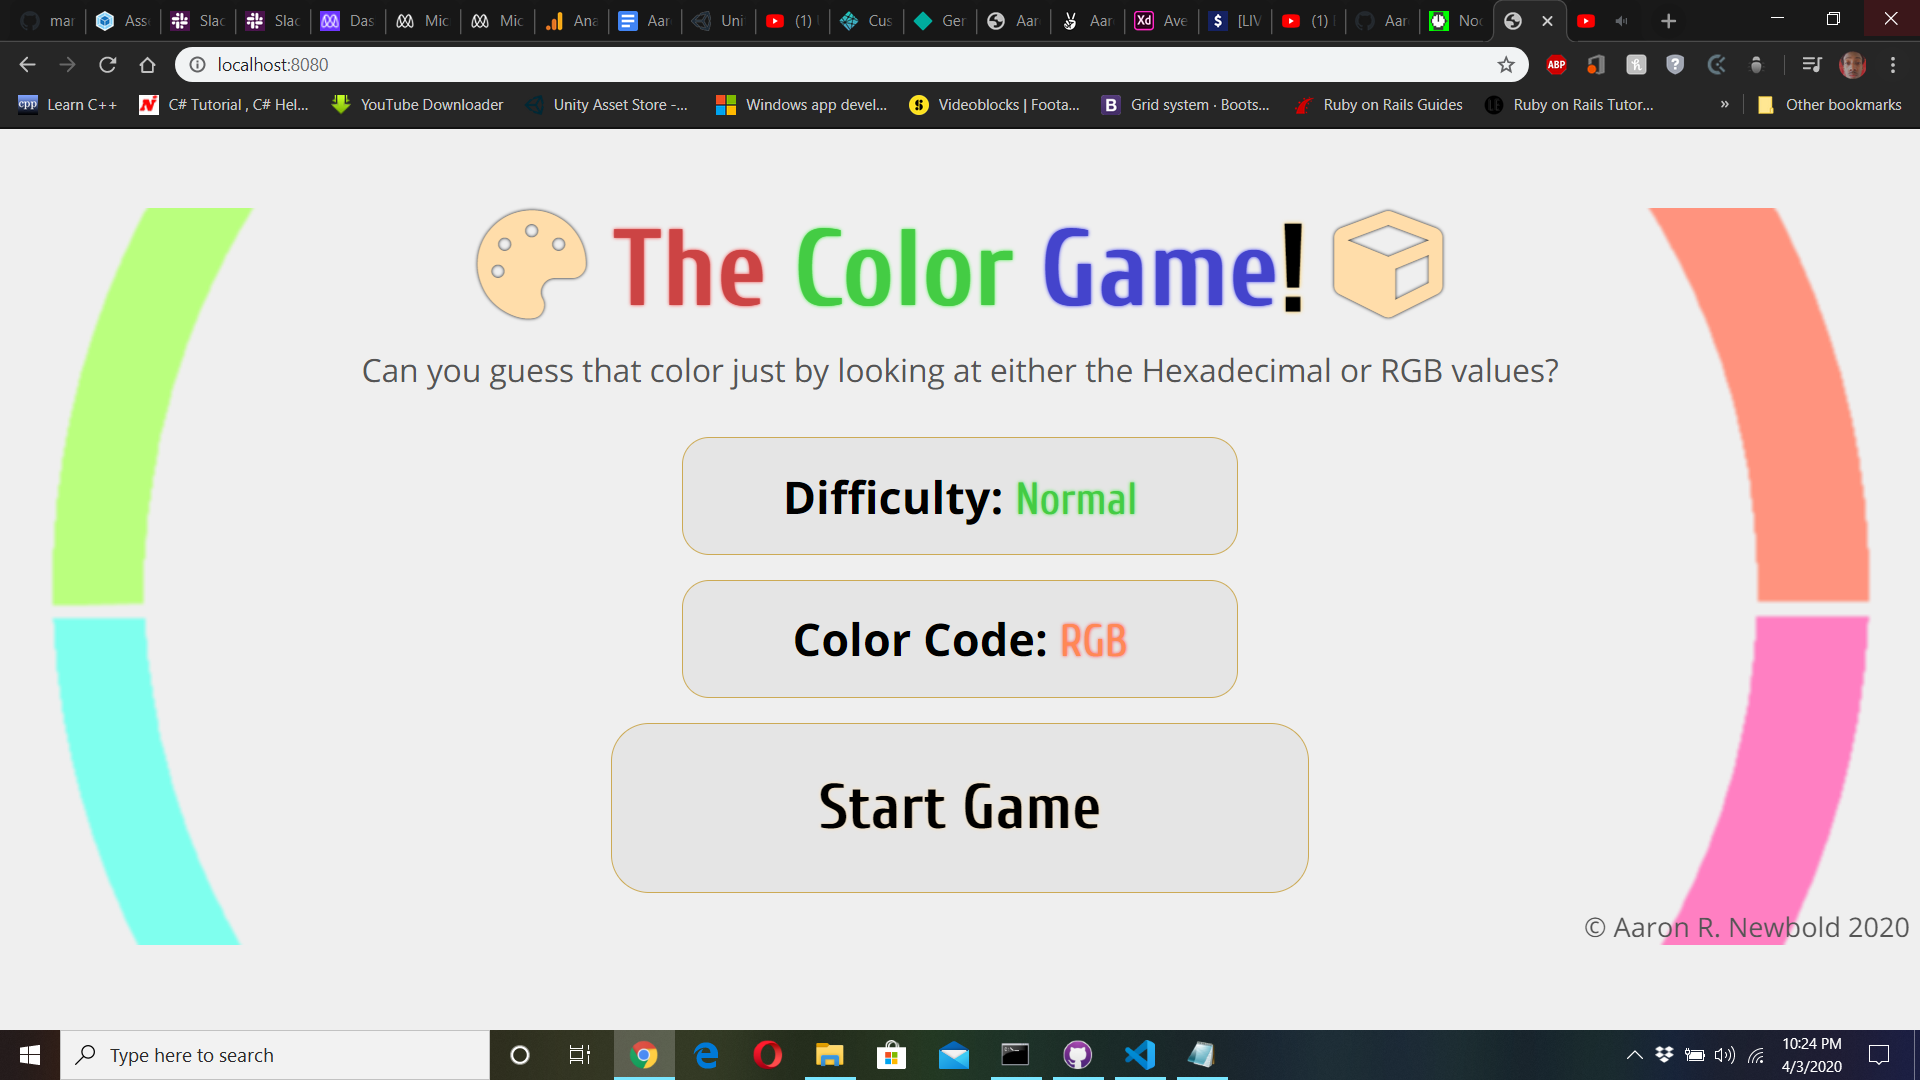 mar Asse Slac Slac Das Mic Mic Ana Aar Uni (1) Cus Ger Aar Aar Xd Ave $ [LIV (1) Aar Noc
localhost:8080 ABP
cpp Learn C++ C# Tutorial , C# Hel... YouTube Downloader Unity Asset Store -... Windows app devel... Videoblocks | Foota... B Grid system · Boots... Ruby on Rails Guides Ruby on Rails Tutor... » Other bookmarks
The Color Game!
Can you guess that color just by looking at either the Hexadecimal or RGB values?
Difficulty: Normal
Color Code: RGB
Start Game
© Aaron R. Newbold 2020
Type here to search
10:24 PM
4/3/2020